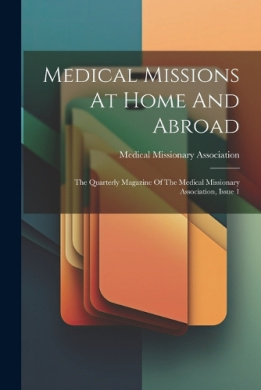 Medical Missions
At Home And
Abroad
Medical Missionary Association
The Quarterly Magazine Of The Medical Missionary
Association, Issue 1